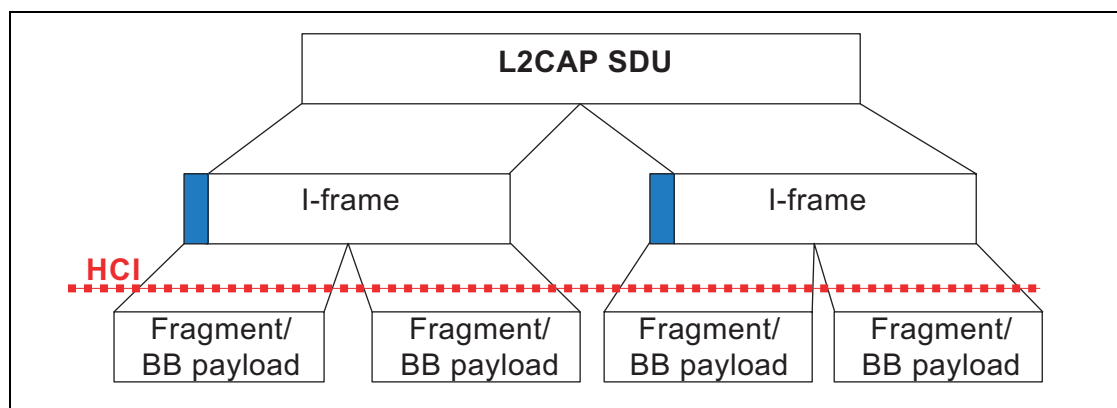 L2CAP SDU
I-frame
I-frame
HCI
Fragment/
BB payload
Fragment/
BB payload
Fragment/
BB payload
Fragment/
BB payload